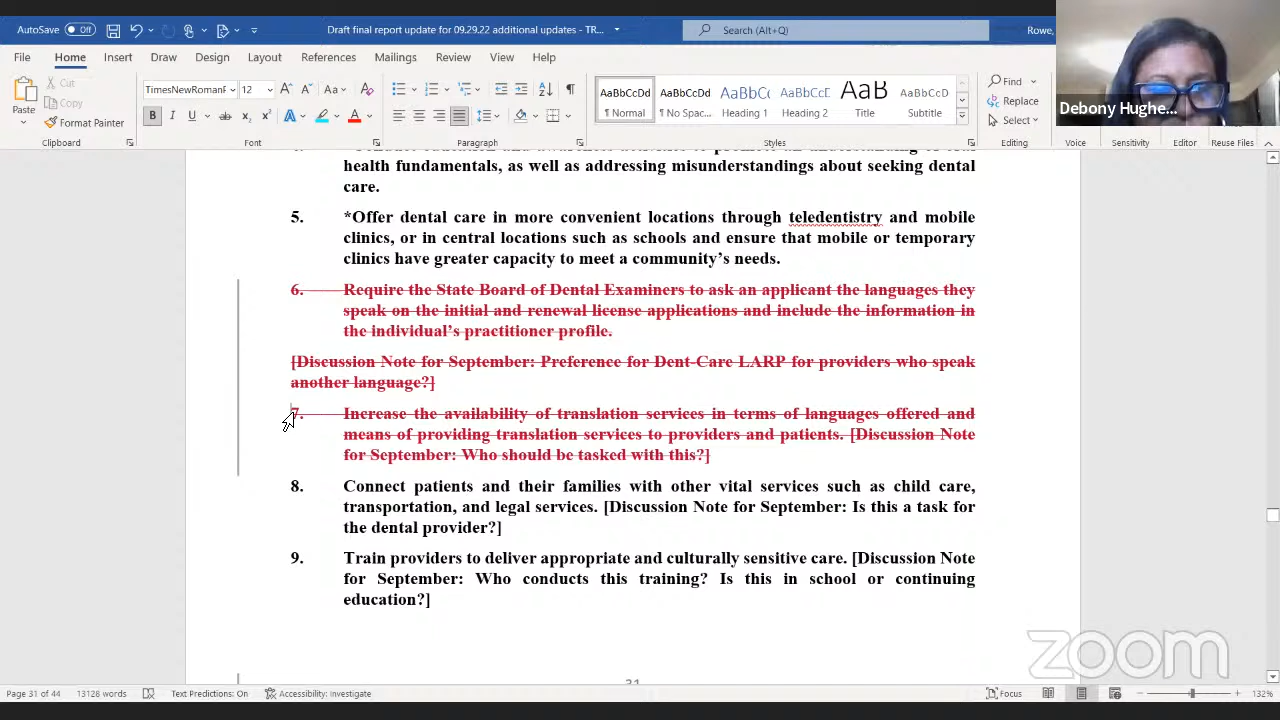 AutoSave Off Draft final report update for 09.29.22 additional updates - TR... Search (Alt+Q) Rowe,
File Home Insert Draw Design Layout References Mailings Review View Help
Debony Hughe...
Paste Cut Copy Format Painter
TimesNewRomanF 12
AaBbCcDd AaBbCcDd AaBbC( AaBbCcE AaB AaBbCcD
¶ Normal ¶ No Spac... Heading 1 Heading 2 Title Subtitle
Find Replace Select
Clipboard Font Paragraph Styles Editing Voice Sensitivity Editor Reuse Files
health fundamentals, as well as addressing misunderstandings about seeking dental
care.
5. *Offer dental care in more convenient locations through teledentistry and mobile
clinics, or in central locations such as schools and ensure that mobile or temporary
clinics have greater capacity to meet a community's needs.
6. Require the State Board of Dental Examiners to ask an applicant the languages they
speak on the initial and renewal license applications and include the information in
the individual's practitioner profile.
[Discussion Note for September: Preference for Dent-Care LARP for providers who speak
another language?]
7. Increase the availability of translation services in terms of languages offered and
means of providing translation services to providers and patients. [Discussion Note
for September: Who should be tasked with this?]
8. Connect patients and their families with other vital services such as child care,
transportation, and legal services. [Discussion Note for September: Is this a task for
the dental provider?]
9. Train providers to deliver appropriate and culturally sensitive care. [Discussion Note
for September: Who conducts this training? Is this in school or continuing
education?]
zoom
Page 31 of 44 13128 words Text Predictions: On Accessibility: Investigate Focus 132%